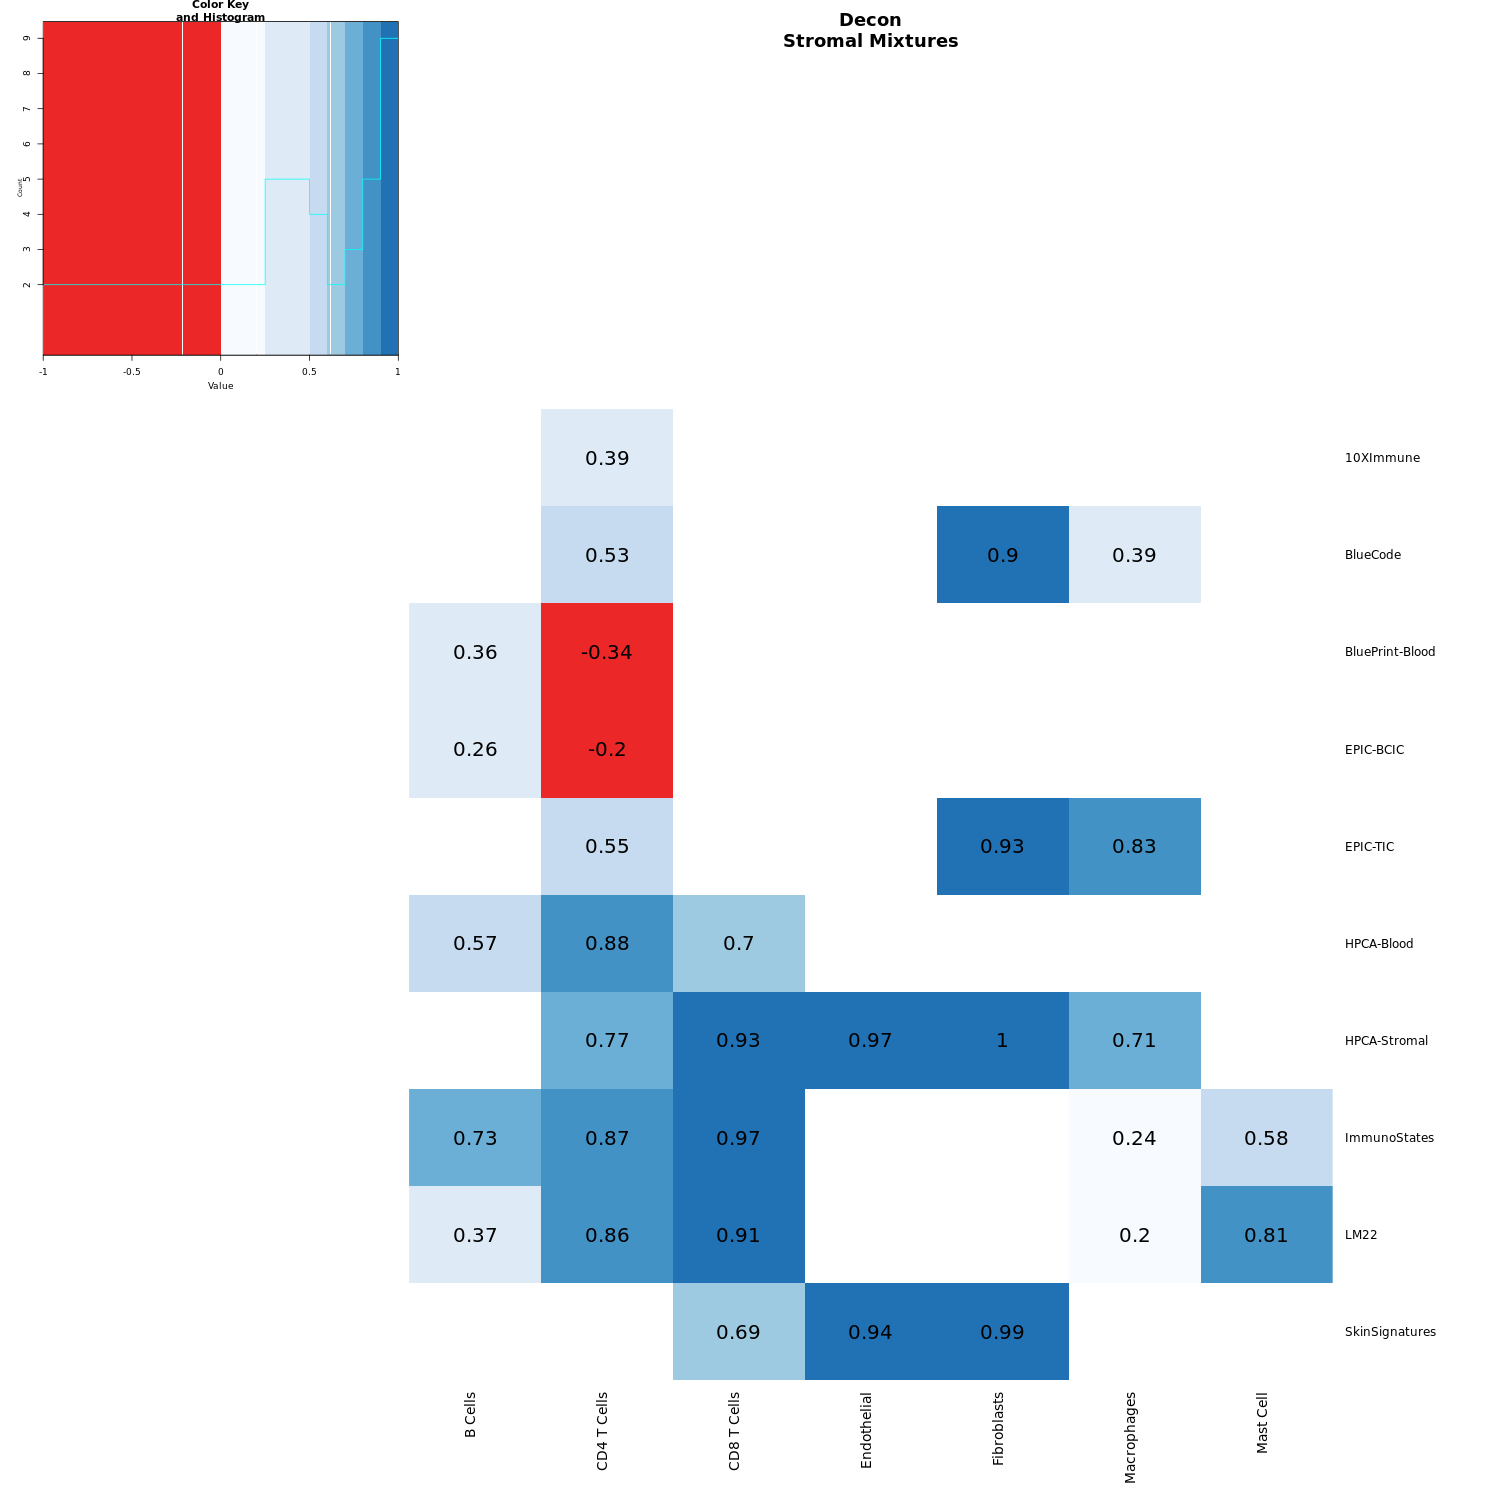 Color Key
and Histogram
Decon
Stromal Mixtures
9
8
7
6
5
4
3
2
Count
-1 -0.5 0 0.5 1
Value
0.39 10XImmune
0.53 0.9 0.39 BlueCode
0.36 -0.34 BluePrint-Blood
0.26 -0.2 EPIC-BCIC
0.55 0.93 0.83 EPIC-TIC
0.57 0.88 0.7 HPCA-Blood
0.77 0.93 0.97 1 0.71 HPCA-Stromal
0.73 0.87 0.97 0.24 0.58 ImmunoStates
0.37 0.86 0.91 0.2 0.81 LM22
0.69 0.94 0.99 SkinSignatures
B Cells
CD4 T Cells
CD8 T Cells
Endothelial
Fibroblasts
Macrophages
Mast Cell